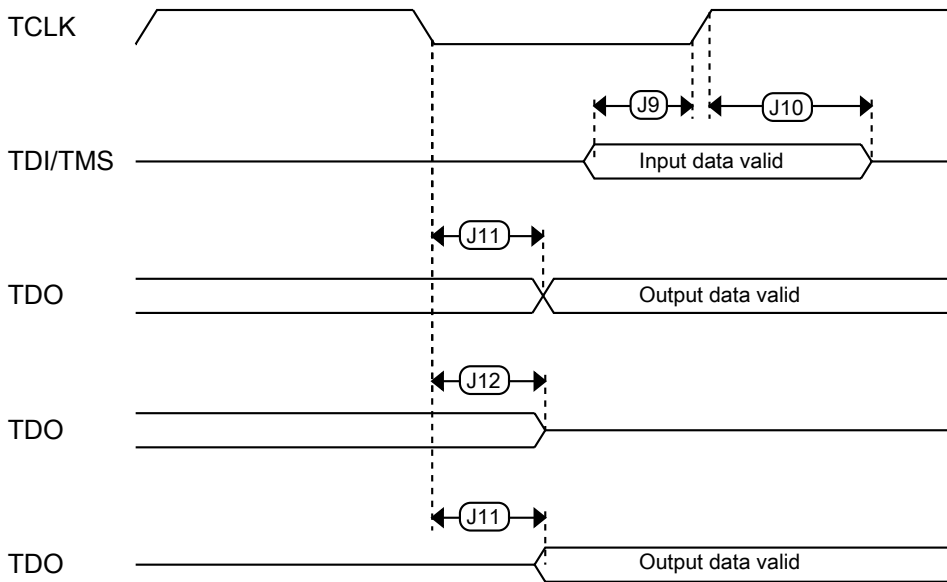 TCLK
J9
J10
TDI/TMS
Input data valid
J11
TDO
Output data valid
J12
TDO
J11
TDO
Output data valid